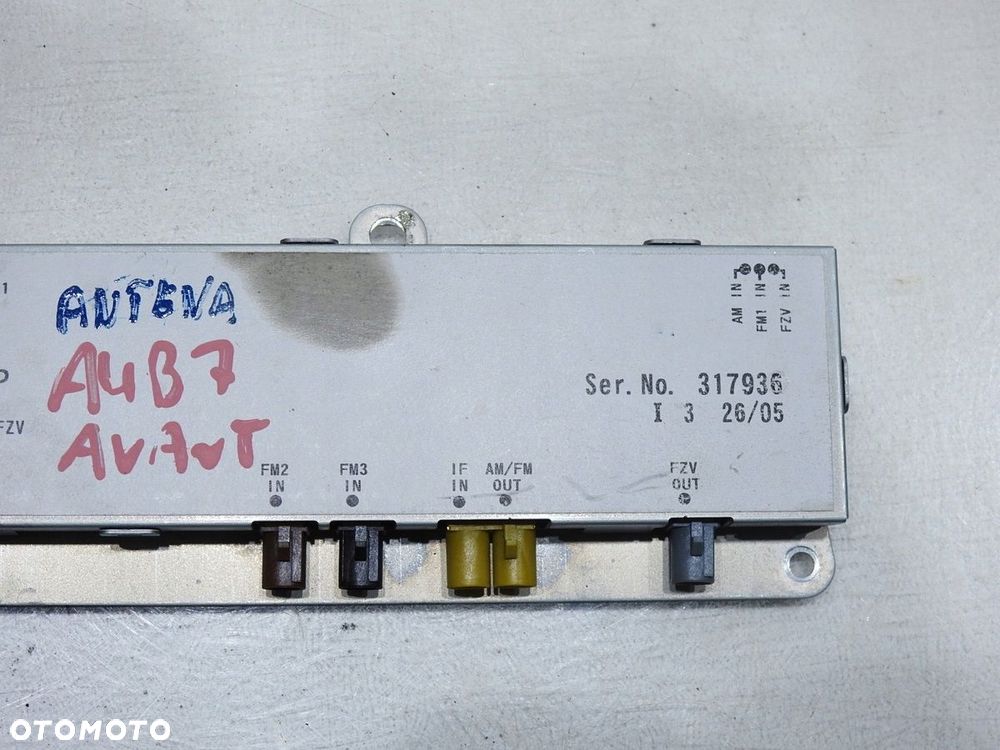 1
ANTENA
A4B7
P
FZV
AVANT
AM IN
FM1 IN
FZV IN
Ser. No. 317936
I 3 26/05
FM2
IN
FM3
IN
IF
IN
AM/FM
OUT
FZV
OUT
OTOMOTO